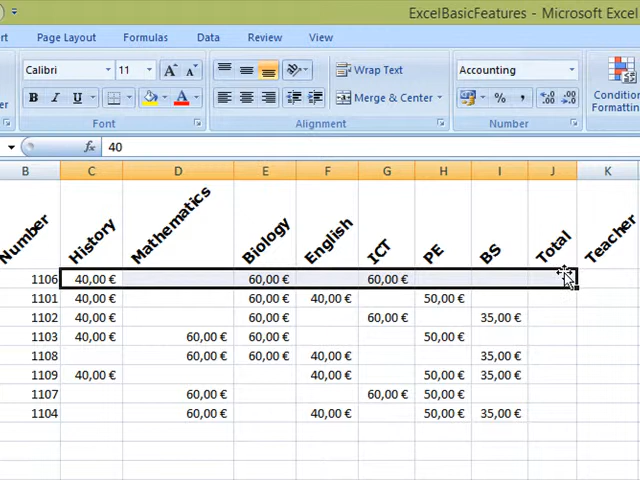 ExcelBasicFeatures - Microsoft Excel
rt Page Layout Formulas Data Review View
Calibri 11 A A Wrap Text Accounting
B I U A Merge & Center % , Condition
Formatting
Font Alignment Number
fx 40
B C D E F G H I J K
Number History Mathematics Biology English ICT PE BS Total Teacher
1106 40,00 € 60,00 € 60,00 €
1101 40,00 € 60,00 € 40,00 € 50,00 €
1102 40,00 € 60,00 € 60,00 € 35,00 €
1103 40,00 € 60,00 € 60,00 € 50,00 €
1108 60,00 € 60,00 € 40,00 € 35,00 €
1109 40,00 € 40,00 € 50,00 € 35,00 €
1107 60,00 € 60,00 € 50,00 €
1104 60,00 € 40,00 € 50,00 € 35,00 €